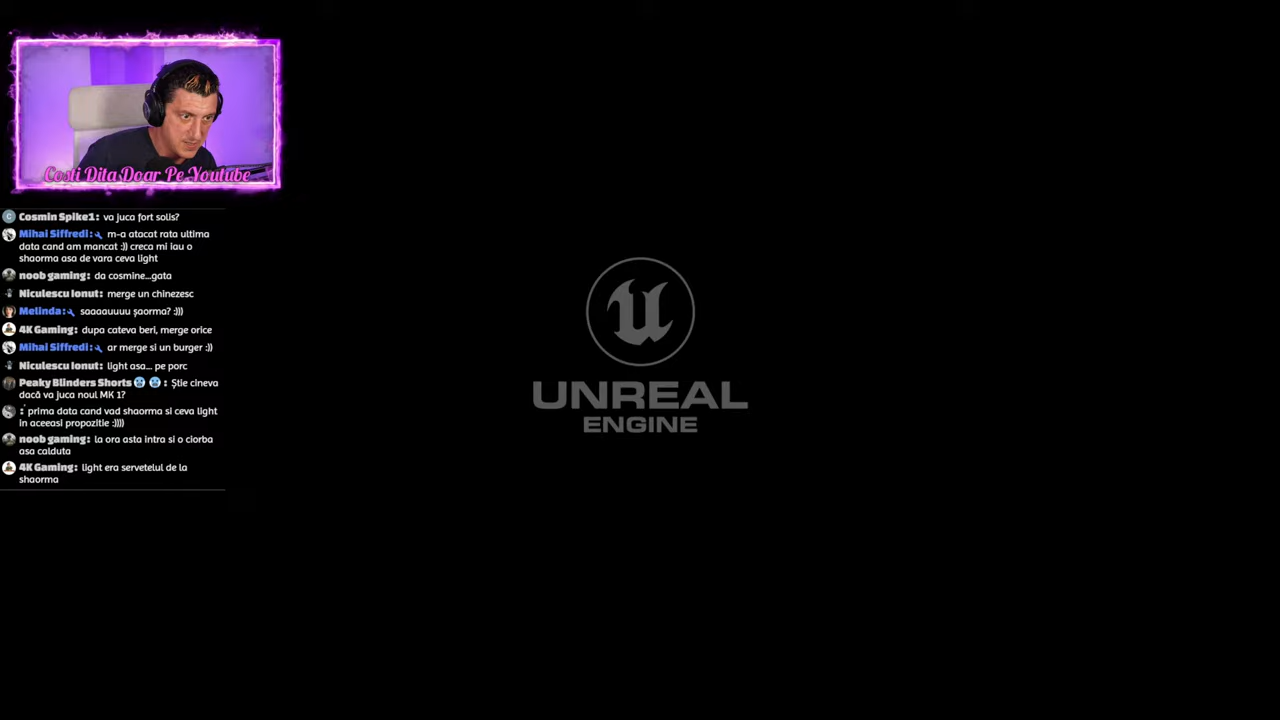 Costi Dita Doar Pe Youtube
C Cosmin Spike1: va juca fort solis?
Mihai Siffredi: m-a atacat rata ultima
data cand am mancat :)) creca mi iau o
shaorma asa de vara ceva light
noob gaming: da cosmine...gata
Niculescu Ionut: merge un chinezesc
Melinda: saaaauuuu șaorma? :)))
4K Gaming: dupa cateva beri, merge orice
Mihai Siffredi: ar merge si un burger :))
Niculescu Ionut: light asa... pe porc
Peaky Blinders Shorts : Știe cineva
dacă va juca noul MK 1?
: prima data cand vad shaorma si ceva light
in aceeasi propozitie :))))
noob gaming: la ora asta intra si o ciorba
asa calduta
4K Gaming: light era servetelul de la
shaorma
UNREAL
ENGINE